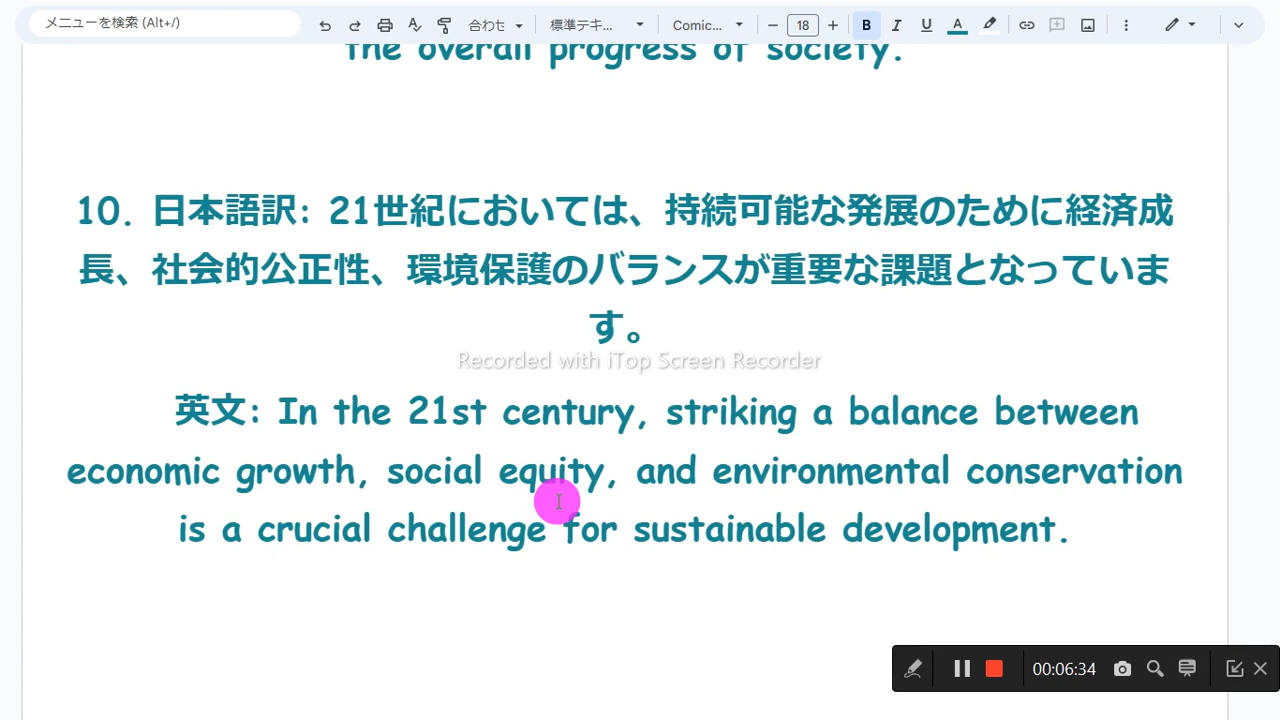 メニューを検索 (Alt+/)
合わせ
標準テキ...
Comic...
18
B
I
U
A
the overall progress of society.
10. 日本語訳: 21世紀においては、持続可能な発展のために経済成
長、社会的公正性、環境保護のバランスが重要な課題となっていま
す。
Recorded with iTop Screen Recorder
英文: In the 21st century, striking a balance between
economic growth, social equity, and environmental conservation
is a crucial challenge for sustainable development.
00:06:34